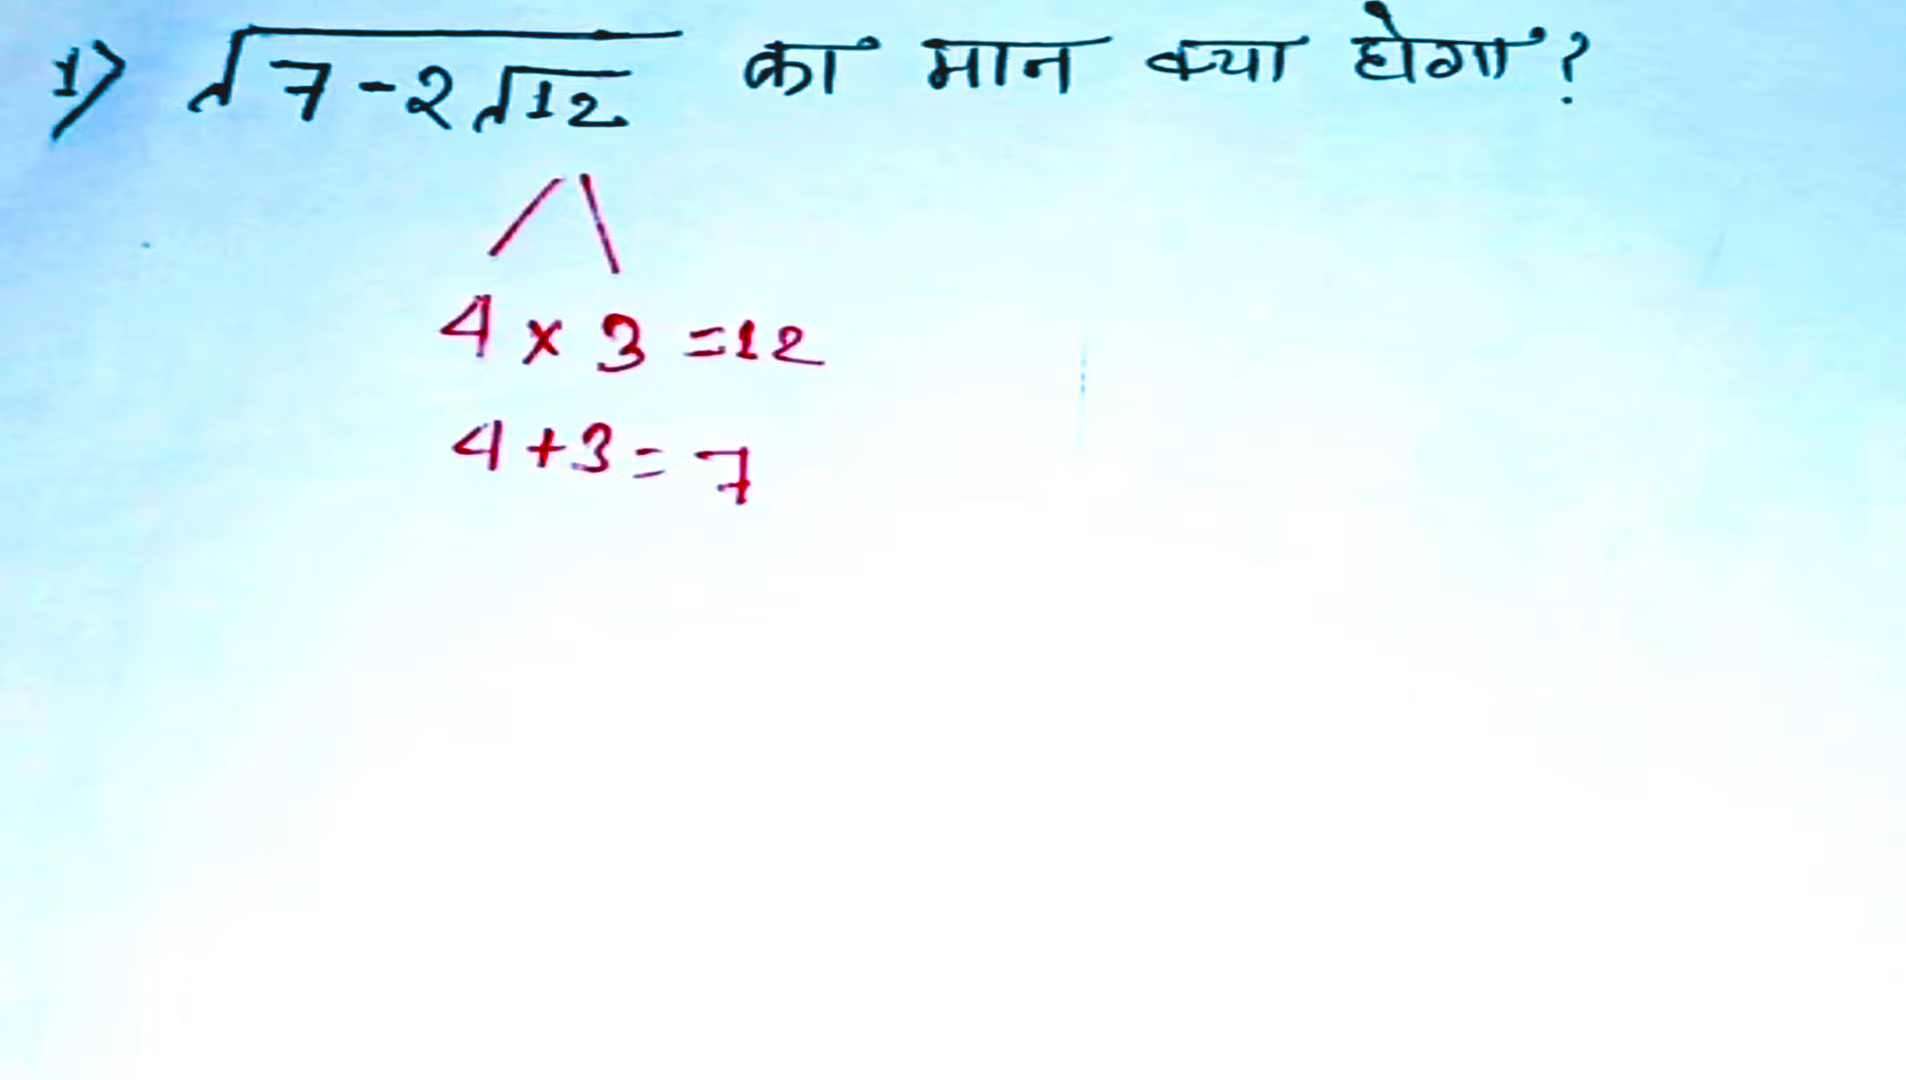 1) √7-2√12 का मान क्या होगा?
4 x 3 =12
4+3= 7